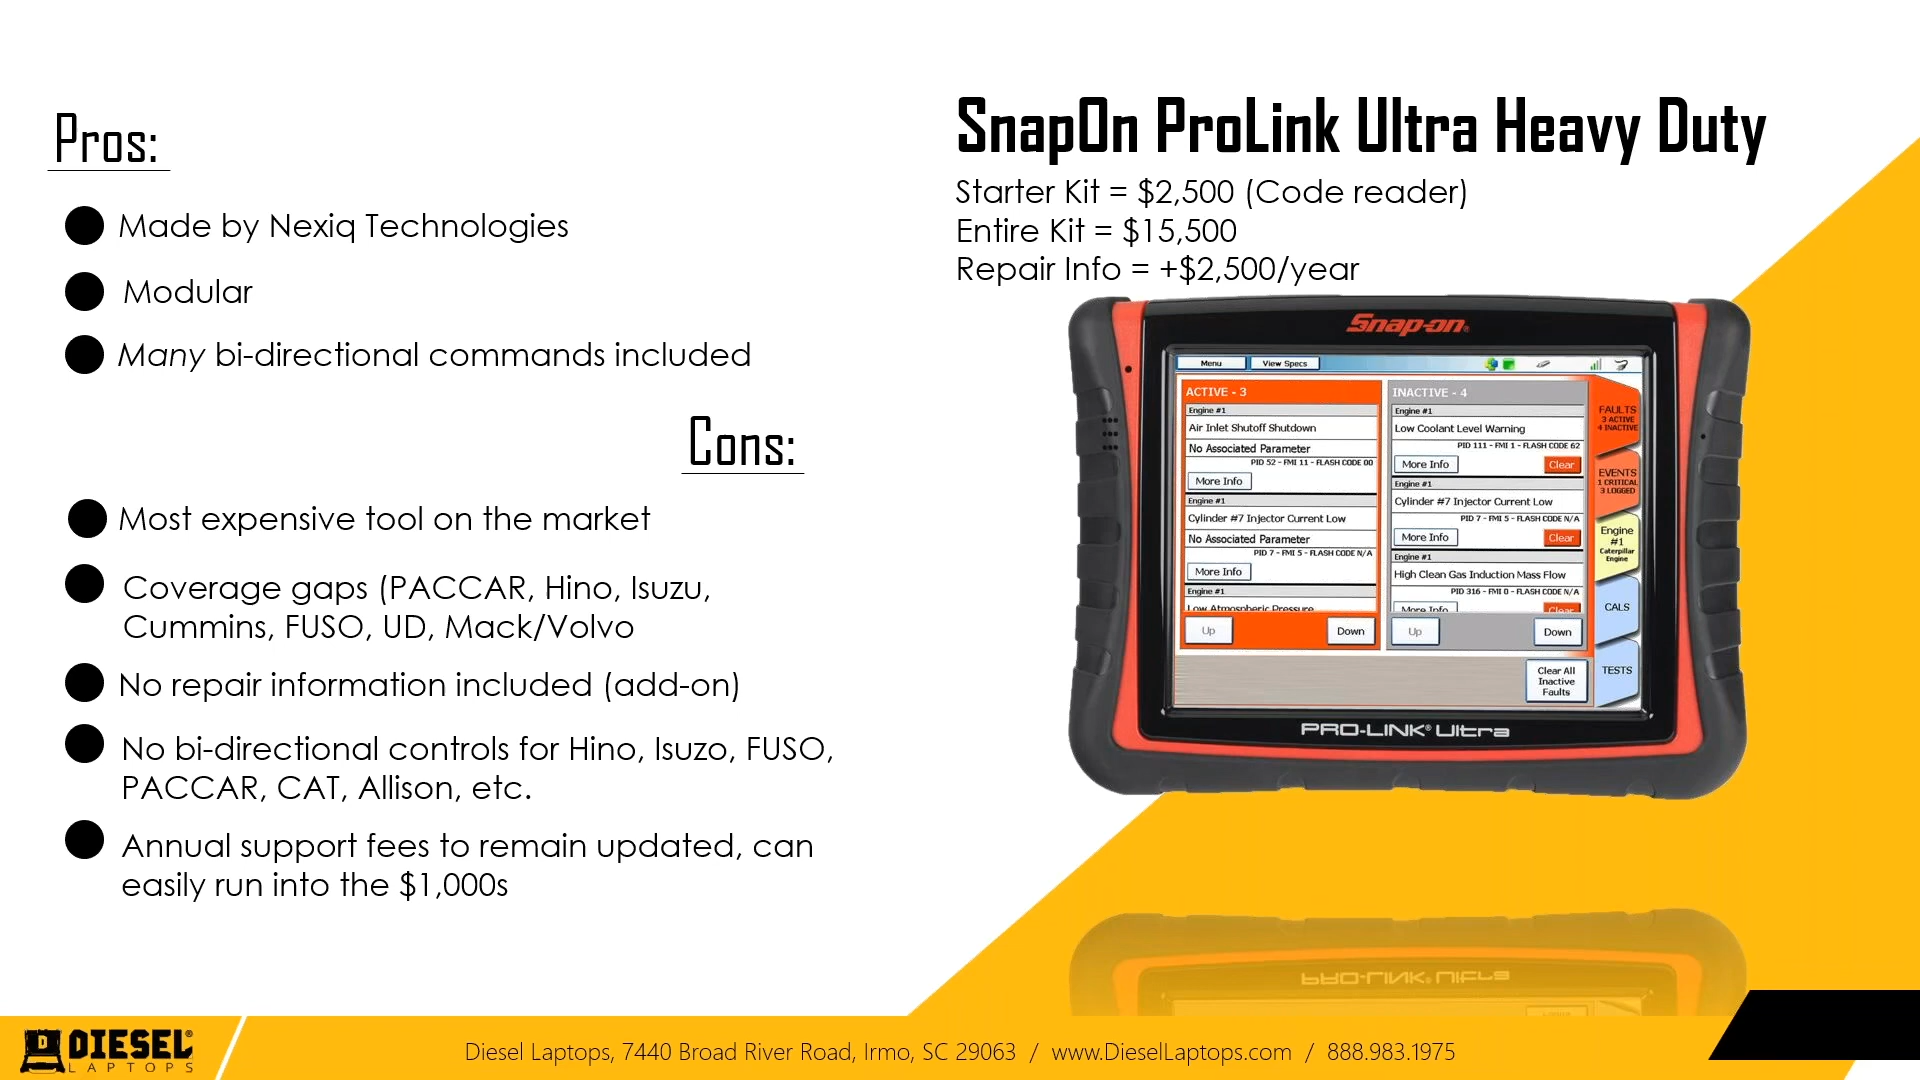 Pros:
Made by Nexiq Technologies
Modular
Many bi-directional commands included
Cons:
Most expensive tool on the market
Coverage gaps (PACCAR, Hino, Isuzu,
Cummins, FUSO, UD, Mack/Volvo
No repair information included (add-on)
No bi-directional controls for Hino, Isuzo, FUSO,
PACCAR, CAT, Allison, etc.
Annual support fees to remain updated, can
easily run into the $1,000s
SnapOn ProLink Ultra Heavy Duty
Starter Kit = $2,500 (Code reader)
Entire Kit = $15,500
Repair Info = +$2,500/year
Snap-on®
Menu
View Specs
ACTIVE - 3
Engine #1
Air Inlet Shutoff Shutdown
No Associated Parameter
PID 52 - FMI 11 - FLASH CODE 00
More Info
Engine #1
Cylinder #7 Injector Current Low
No Associated Parameter
PID 7 - FMI 5 - FLASH CODE N/A
More Info
Engine #1
Low Atmospheric Pressure
Up
Down
INACTIVE - 4
Engine #1
Low Coolant Level Warning
PID 111 - FMI 1 - FLASH CODE 62
More Info
Clear
Engine #1
Cylinder #7 Injector Current Low
PID 7 - FMI 5 - FLASH CODE N/A
More Info
Clear
Engine #1
High Clean Gas Induction Mass Flow
PID 316 - FMI 0 - FLASH CODE N/A
More Info
Clear
Up
Down
Clear All
Inactive
Faults
FAULTS
3 ACTIVE
4 INACTIVE
EVENTS
1 CRITICAL
3 LOGGED
Engine
#1
Caterpillar
Engine
CALS
TESTS
PRO-LINK® Ultra
DIESEL®
LAPTOPS
Diesel Laptops, 7440 Broad River Road, Irmo, SC 29063 / www.DieselLaptops.com / 888.983.1975